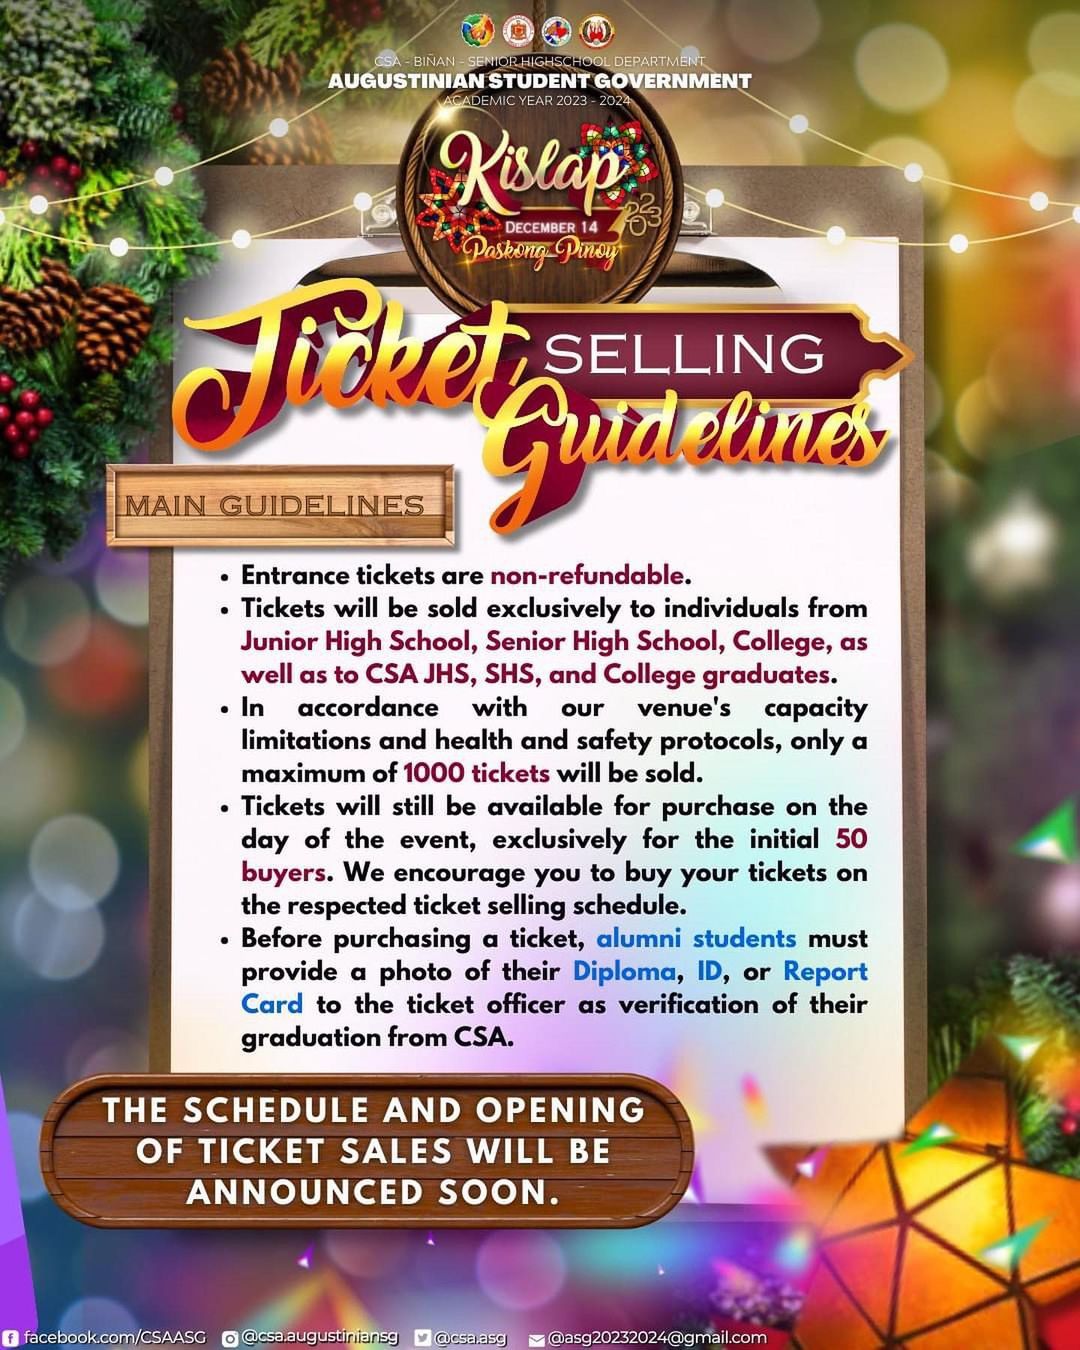 CSA - BIÑAN - SENIOR HIGHSCHOOL DEPARTMENT
AUGUSTINIAN STUDENT GOVERNMENT
ACADEMIC YEAR 2023 - 2024
Kislap
2023
DECEMBER 14
Paskong Pinoy
Ticket SELLING
Guidelines
MAIN GUIDELINES
• Entrance tickets are non-refundable.
• Tickets will be sold exclusively to individuals from
Junior High School, Senior High School, College, as
well as to CSA JHS, SHS, and College graduates.
• In accordance with our venue's capacity
limitations and health and safety protocols, only a
maximum of 1000 tickets will be sold.
• Tickets will still be available for purchase on the
day of the event, exclusively for the initial 50
buyers. We encourage you to buy your tickets on
the respected ticket selling schedule.
• Before purchasing a ticket, alumni students must
provide a photo of their Diploma, ID, or Report
Card to the ticket officer as verification of their
graduation from CSA.
THE SCHEDULE AND OPENING
OF TICKET SALES WILL BE
ANNOUNCED SOON.
facebook.com/CSAASG @csa.augustiniansg @csa.asg @asg20232024@gmail.com